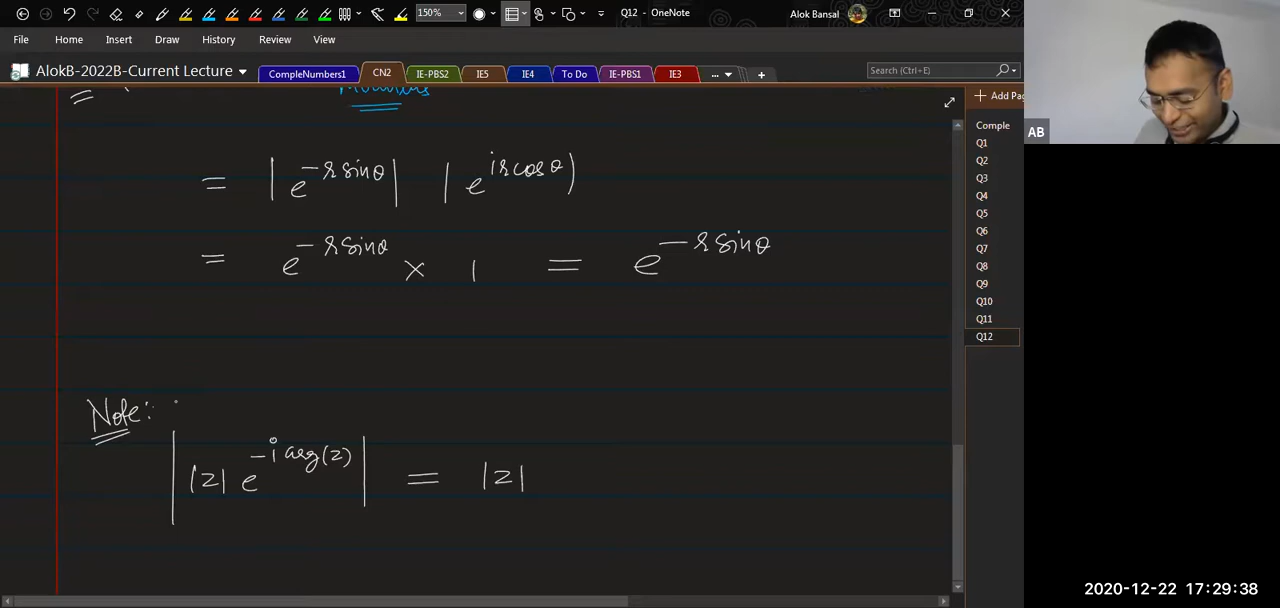 150% Q12 - OneNote Alok Bansal
File Home Insert Draw History Review View
AlokB-2022B-Current Lecture CompleNumbers1 CN2 IE-PBS2 IE5 IE4 To Do IE-PBS1 IE3 ... + Search (Ctrl+E)
+ Add Pag
Modulus
Comple
Q1
Q2
Q3
Q4
Q5
Q6
Q7
Q8
Q9
Q10
Q11
Q12
AB
= |e^{-r sinθ}| |e^{ir cosθ}|
= e^{-r sinθ} × 1 = e^{-r sinθ}
Note:
||z| e^{-i arg(z)}| = |z|
2020-12-22 17:29:38